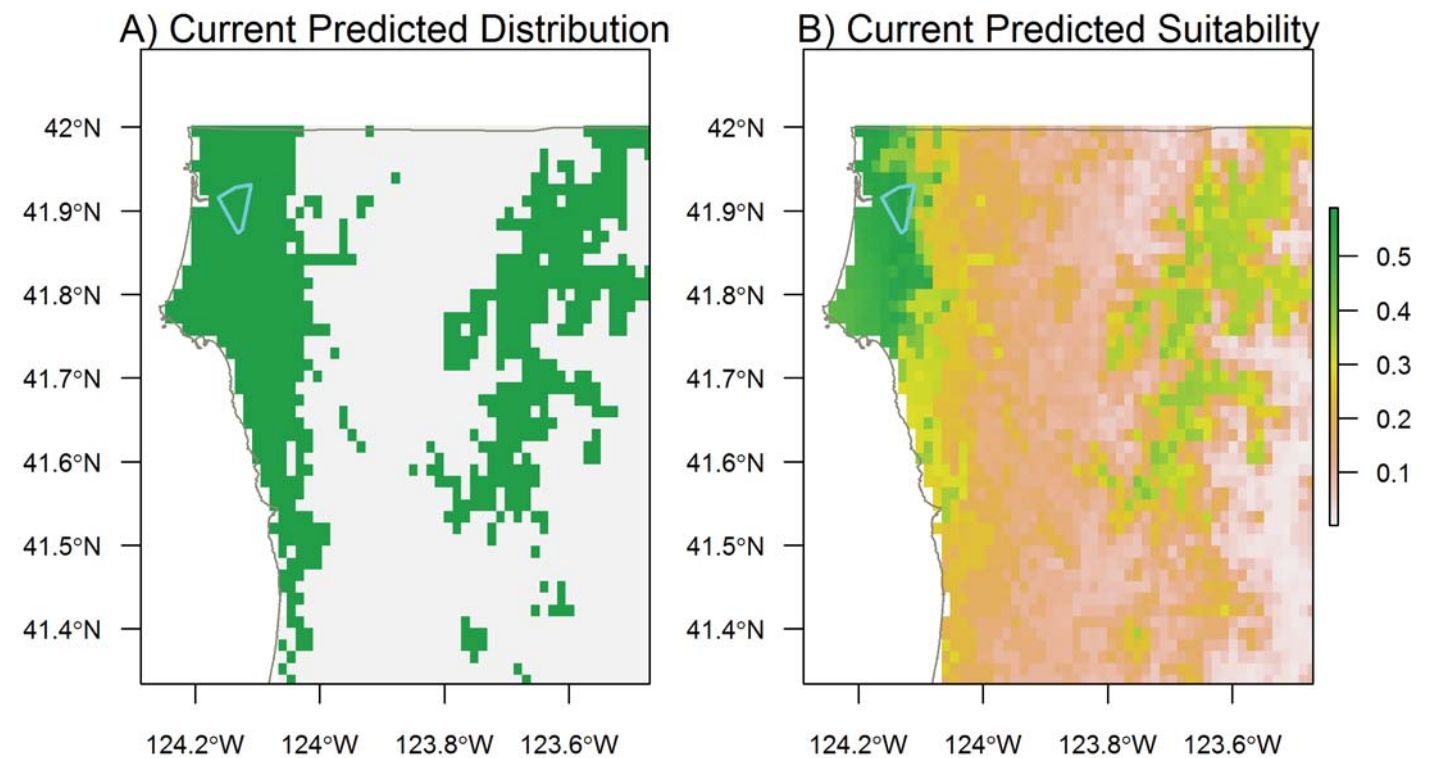 A) Current Predicted Distribution
42°N
41.9°N
41.8°N
41.7°N
41.6°N
41.5°N
41.4°N
124.2°W 124°W 123.8°W 123.6°W
B) Current Predicted Suitability
42°N
41.9°N
41.8°N
41.7°N
41.6°N
41.5°N
41.4°N
124.2°W 124°W 123.8°W 123.6°W
0.5
0.4
0.3
0.2
0.1